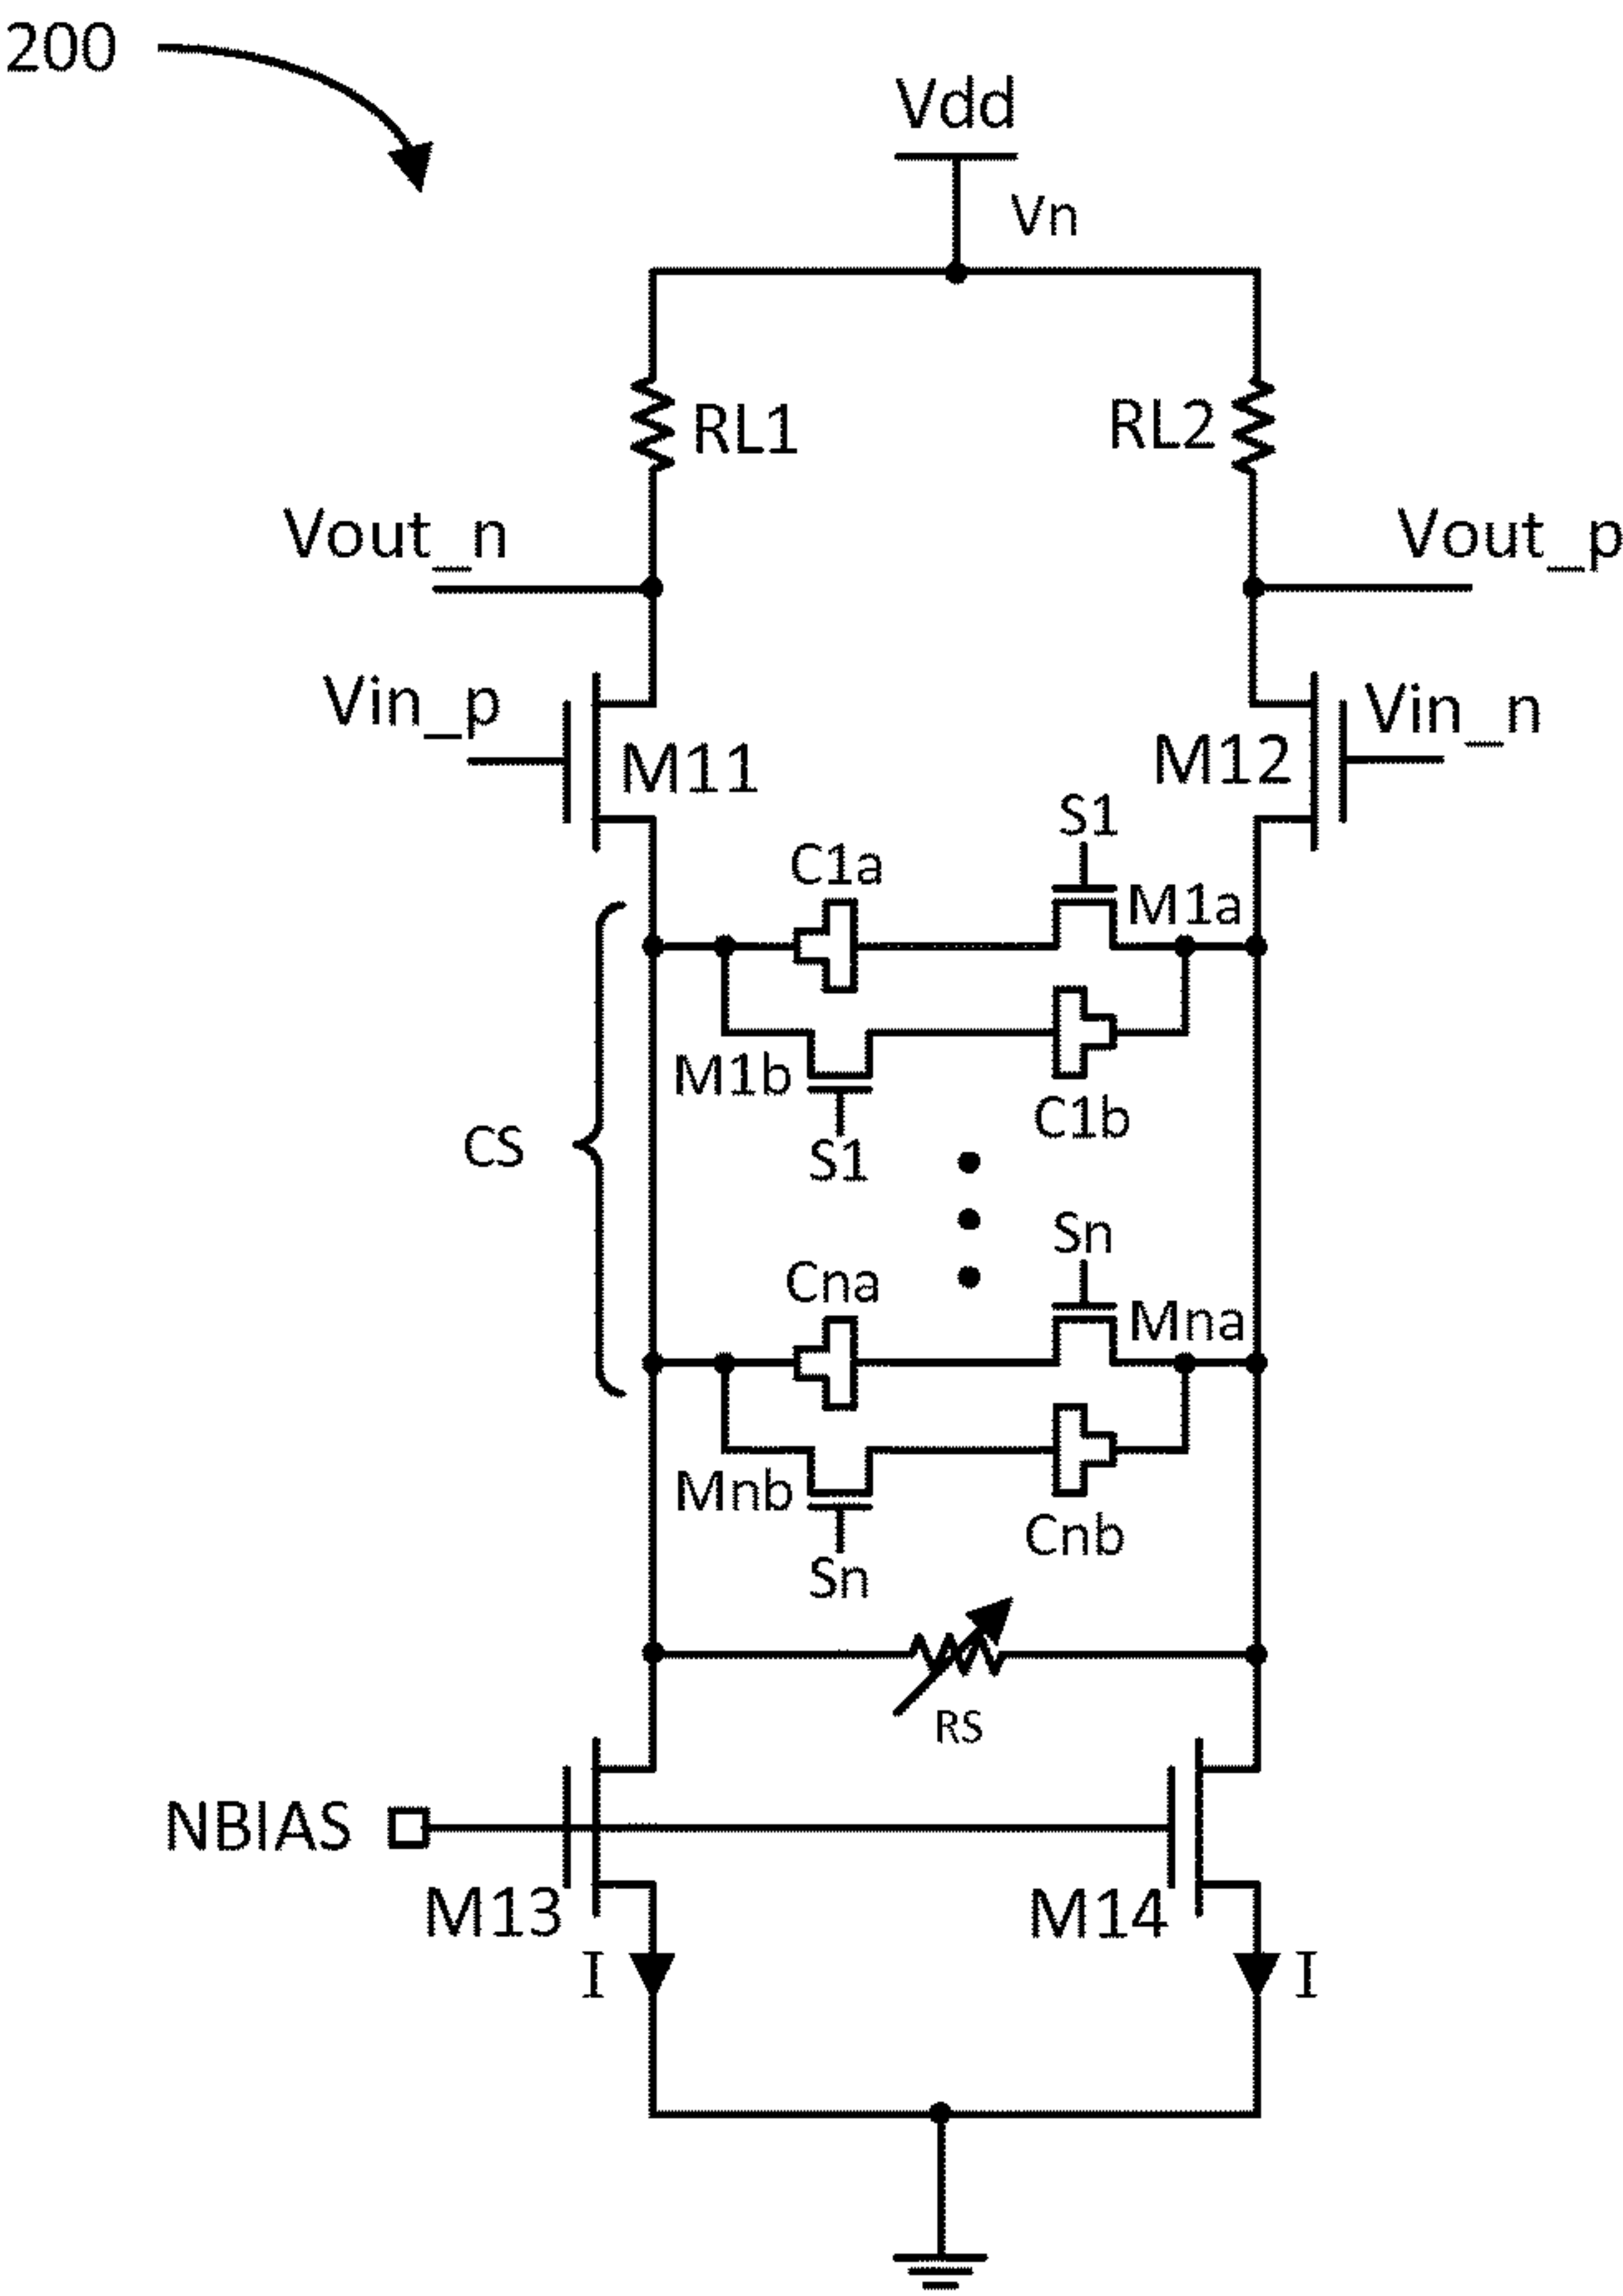 200
Vdd
Vn
RL1
RL2
Vout_n
Vout_p
Vin_p
Vin_n
M11
M12
S1
C1a
M1a
M1b
C1b
S1
CS
Sn
Cna
Mna
Mnb
Cnb
Sn
RS
NBIAS
M13
M14
I
I